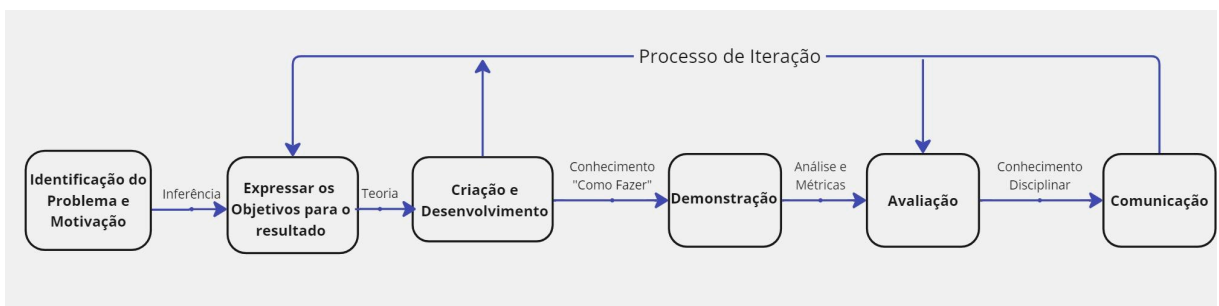 Processo de Iteração
Identificação do
Problema e
Motivação
Inferência
Expressar os
Objetivos para o
resultado
Teoria
Criação e
Desenvolvimento
Conhecimento
"Como Fazer"
Demonstração
Análise e
Métricas
Avaliação
Conhecimento
Disciplinar
Comunicação